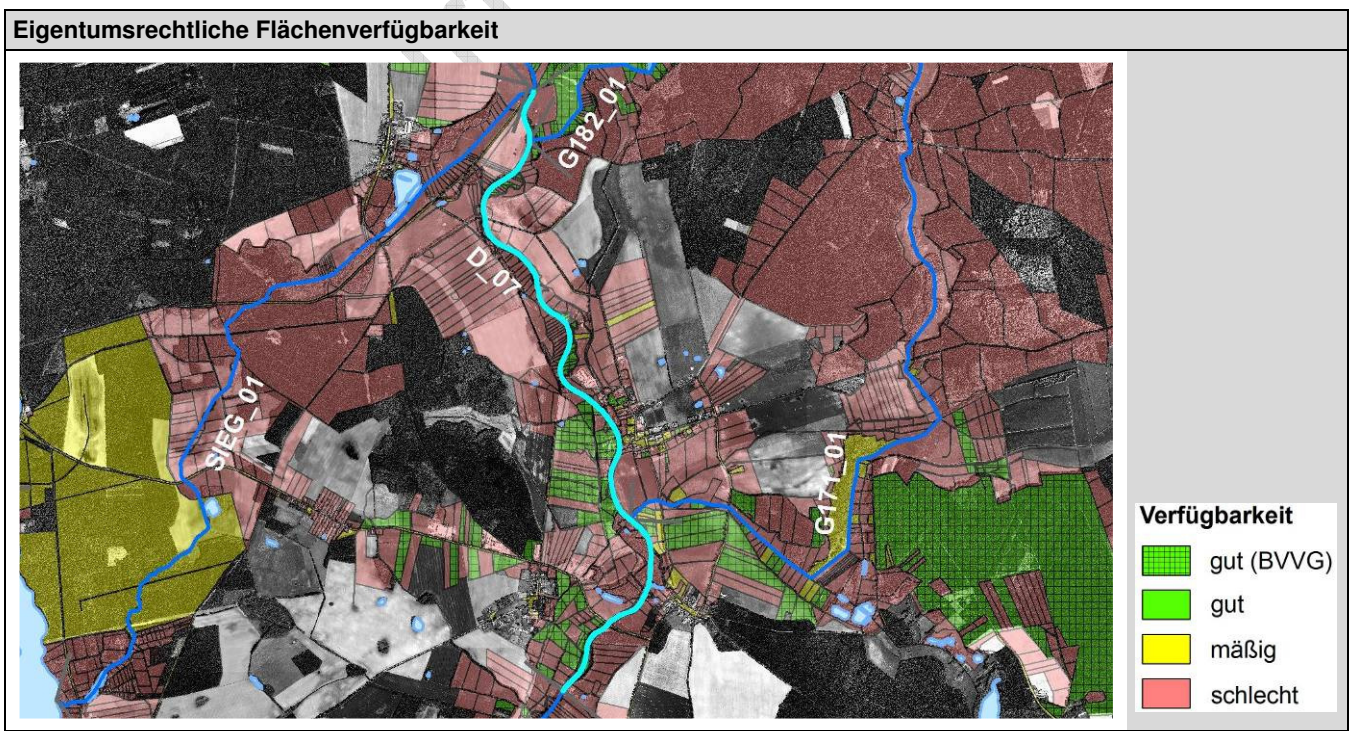 Eigentumsrechtliche Flächenverfügbarkeit
G182_01
D_07
SIEG_01
G171_01
Verfügbarkeit
gut (BVVG)
gut
mäßig
schlecht